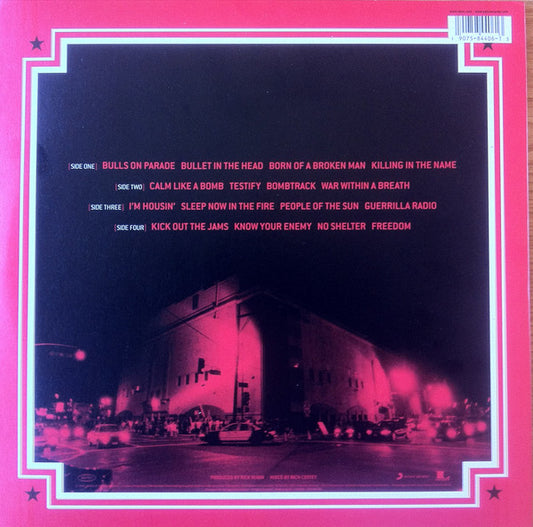 9075-84406-1
[SIDE ONE] BULLS ON PARADE BULLET IN THE HEAD BORN OF A BROKEN MAN KILLING IN THE NAME
[SIDE TWO] CALM LIKE A BOMB TESTIFY BOMBTRACK WAR WITHIN A BREATH
[SIDE THREE] I'M HOUSIN' SLEEP NOW IN THE FIRE PEOPLE OF THE SUN GUERRILLA RADIO
[SIDE FOUR] KICK OUT THE JAMS KNOW YOUR ENEMY NO SHELTER FREEDOM
PRODUCED BY RICK RUBIN MIXED BY RICH COSTEY